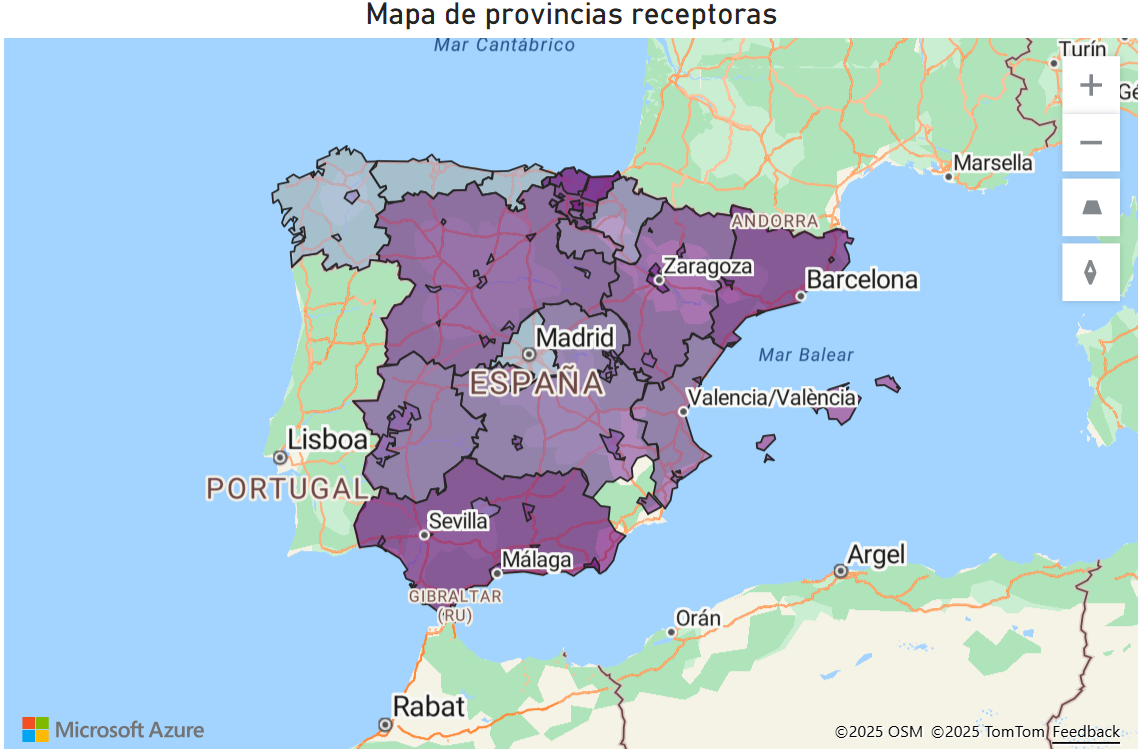 Mapa de provincias receptoras
Mar Cantábrico
Turín
Marsella
ANDORRA
Zaragoza
Barcelona
Madrid
Mar Balear
ESPAÑA
Valencia/València
Lisboa
PORTUGAL
Sevilla
Málaga
Argel
GIBRALTAR
(RU)
Orán
Rabat
Microsoft Azure
©2025 OSM ©2025 TomTom Feedback